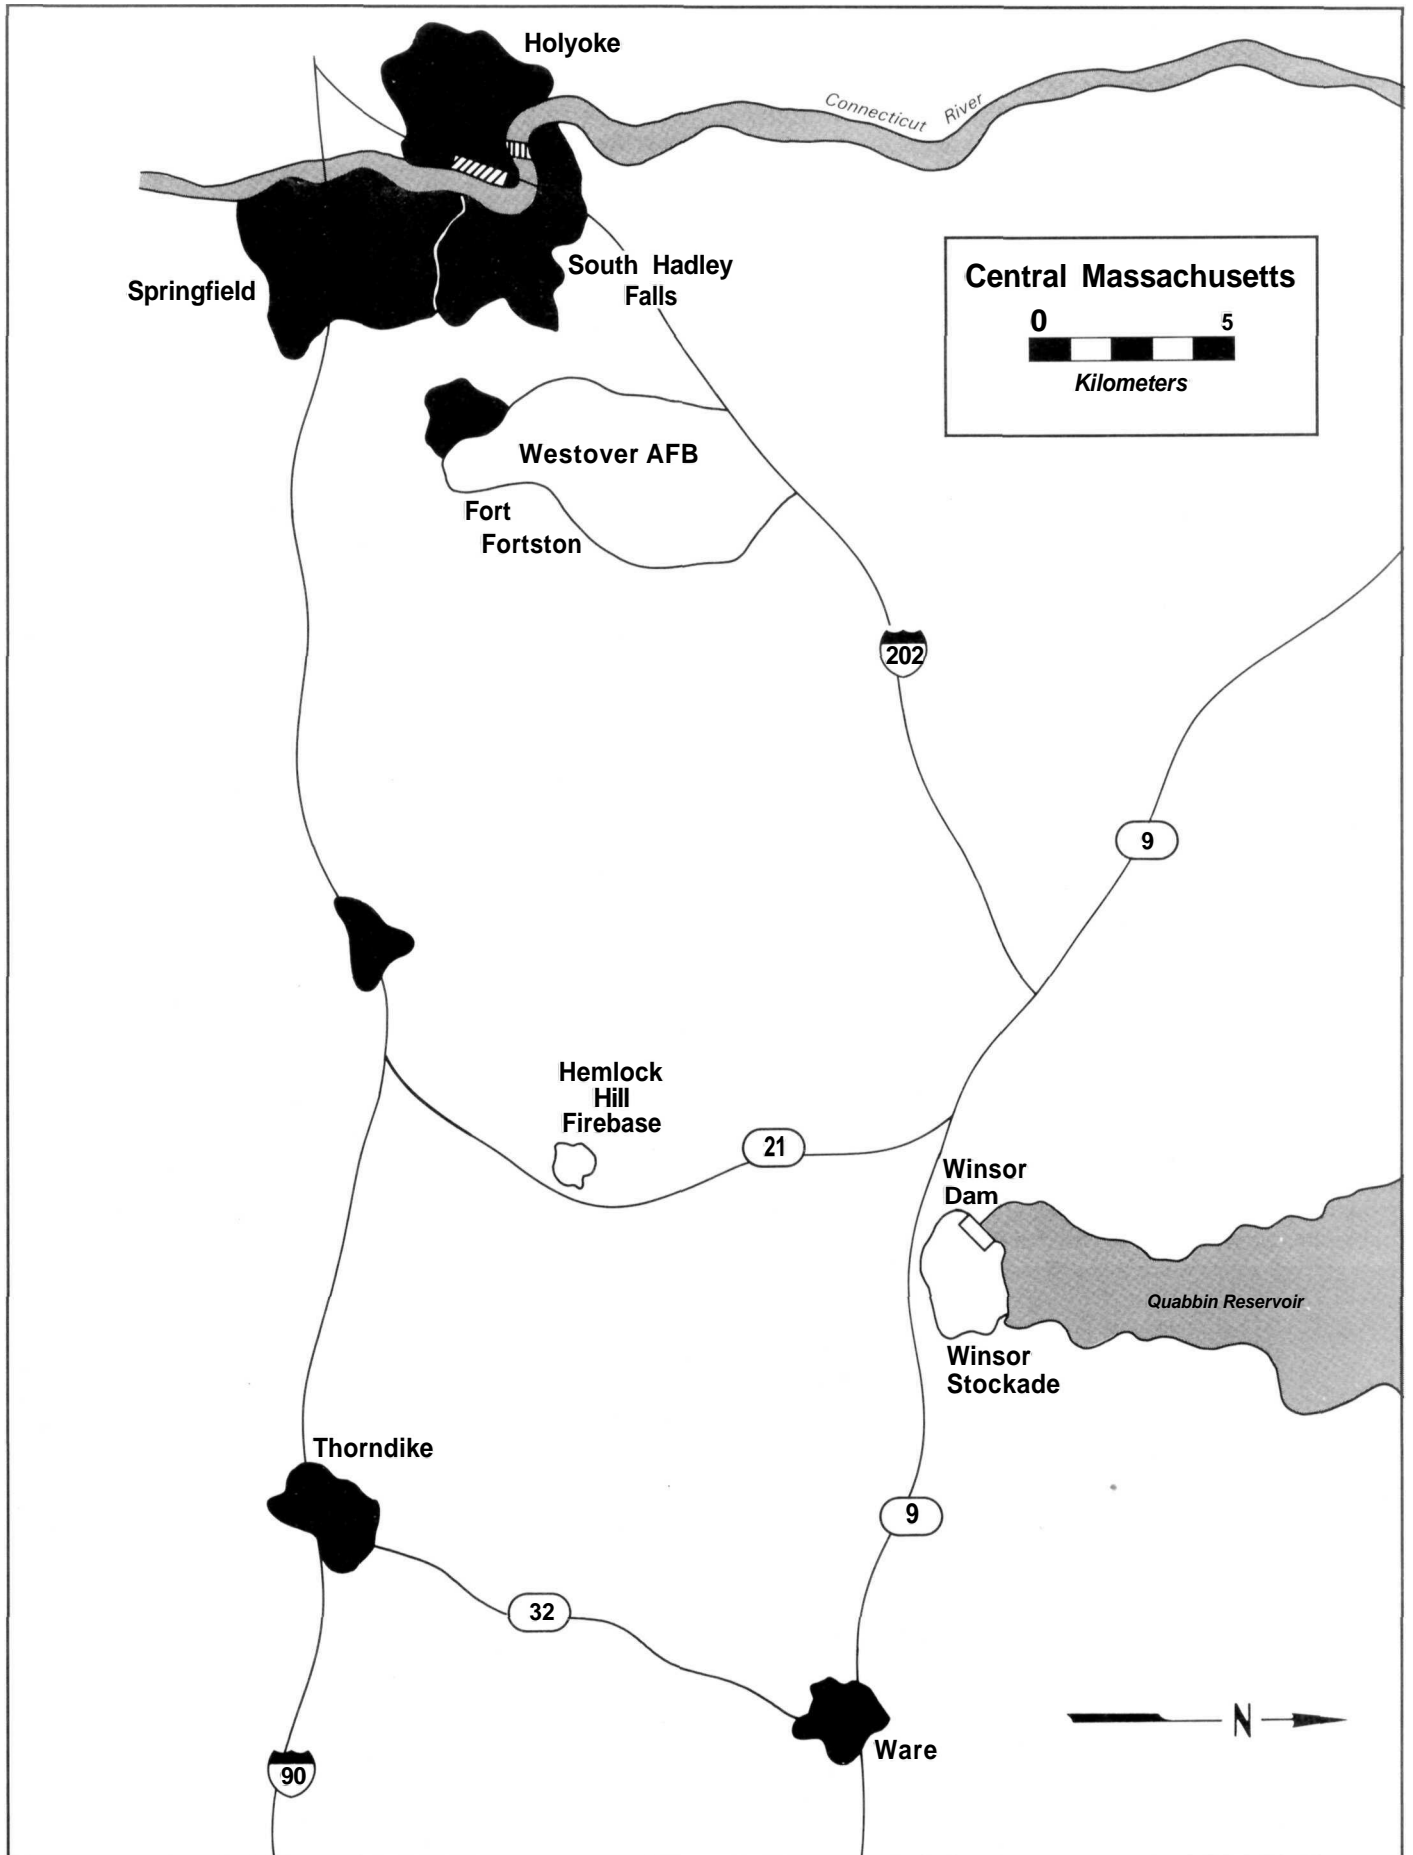 Holyoke
Connecticut River
South Hadley
Falls
Springfield
Central Massachusetts
0 5
Kilometers
Westover AFB
Fort
Fortston
202
9
Hemlock
Hill
Firebase
21
Winsor
Dam
Quabbin Reservoir
Winsor
Stockade
Thorndike
9
32
N
Ware
90